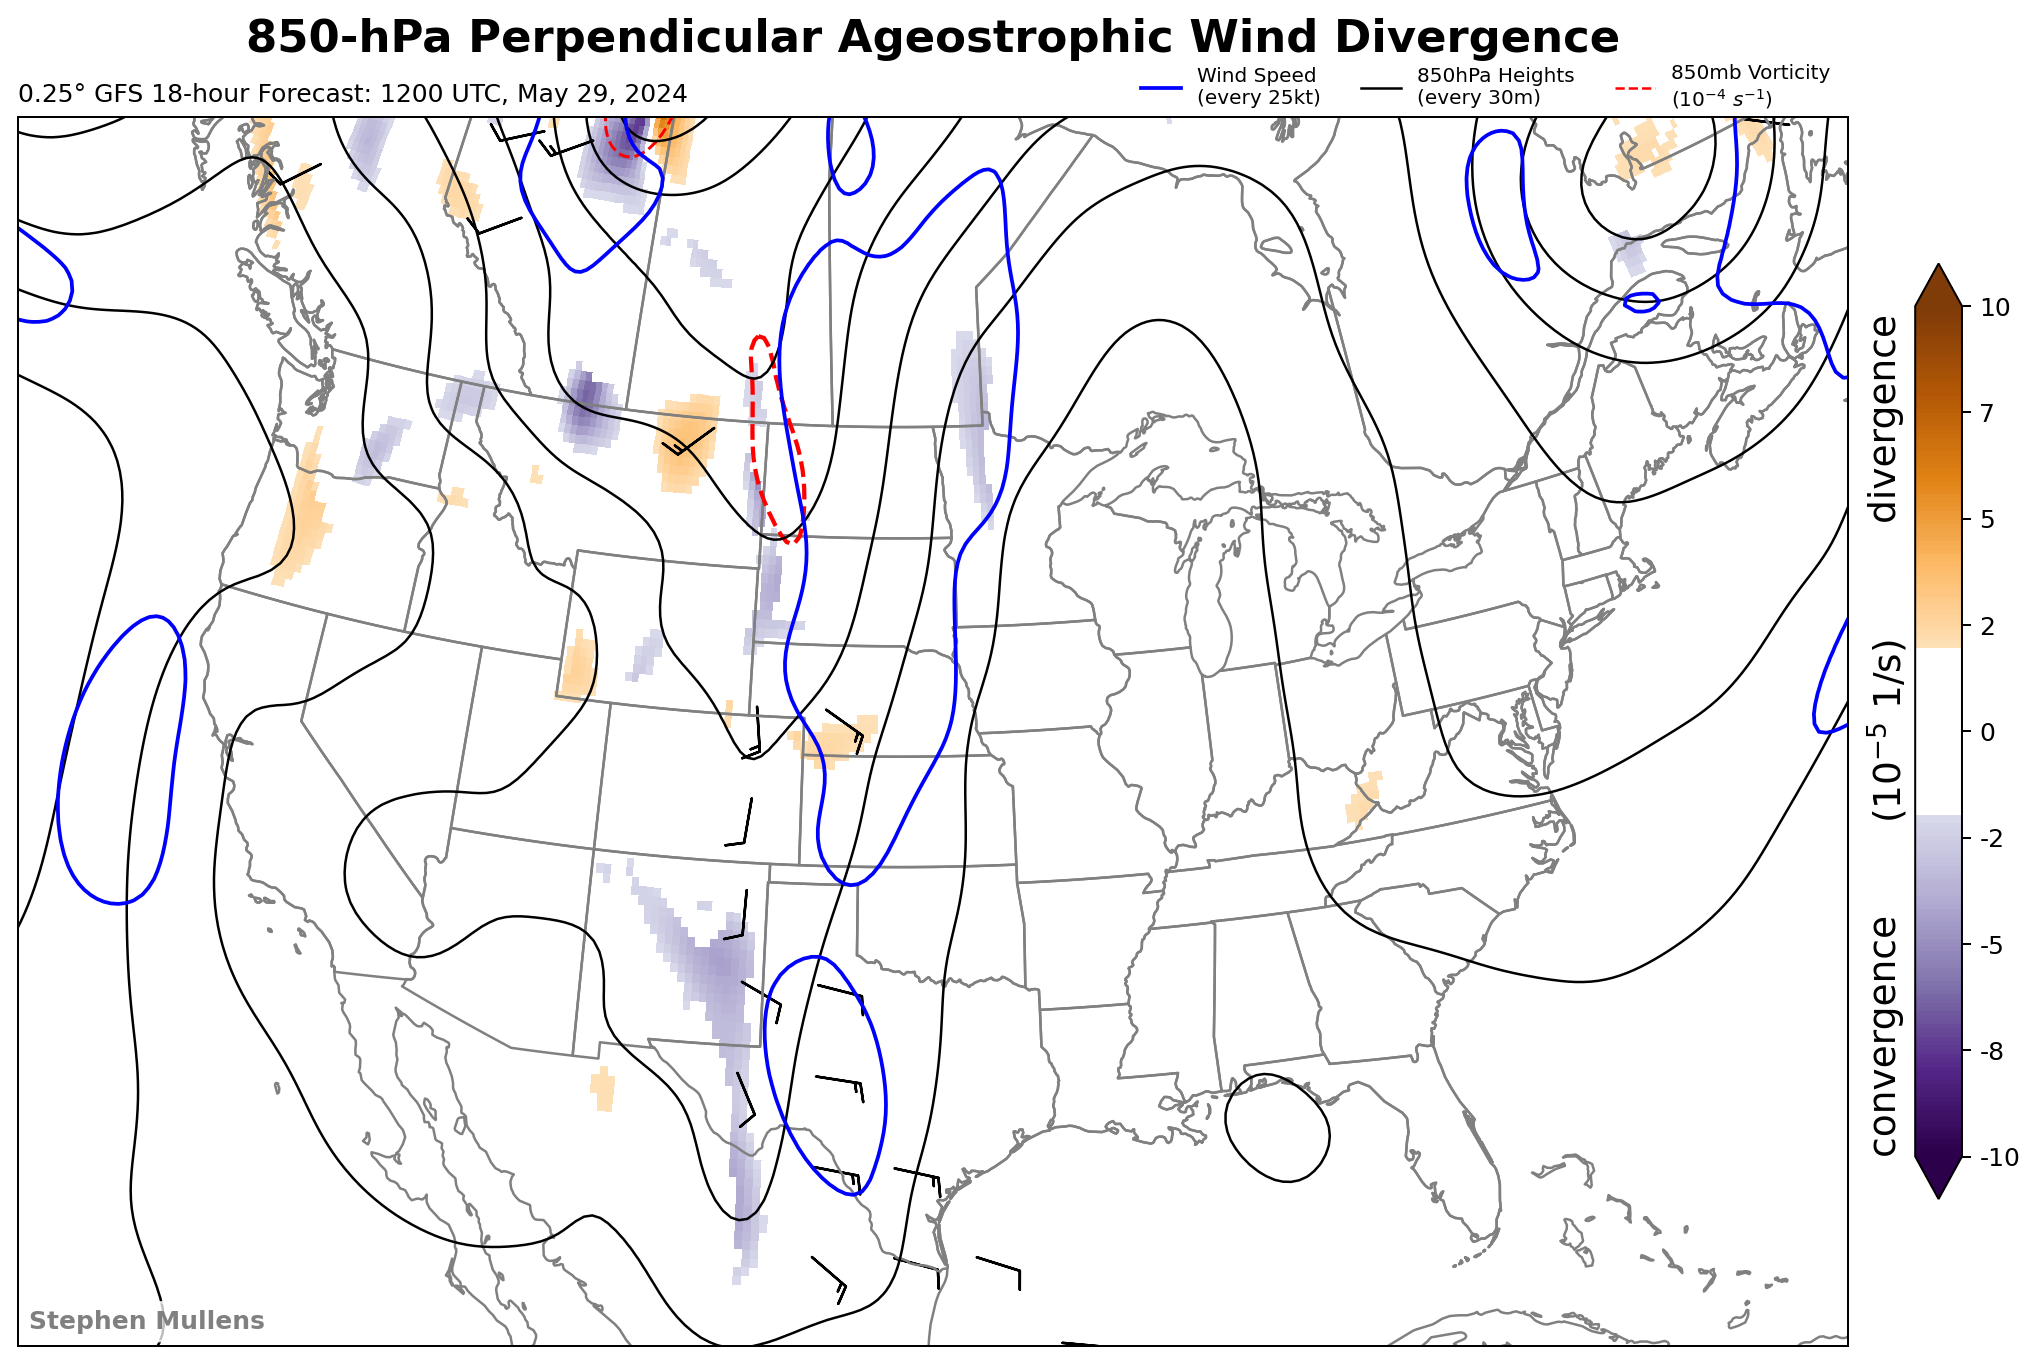 850-hPa Perpendicular Ageostrophic Wind Divergence
0.25° GFS 18-hour Forecast: 1200 UTC, May 29, 2024
Wind Speed
(every 25kt)
850hPa Heights
(every 30m)
850mb Vorticity
(10⁻⁴ s⁻¹)
10
7
5
2
0
-2
-5
-8
-10
convergence (10⁻⁵ 1/s) divergence
Stephen Mullens